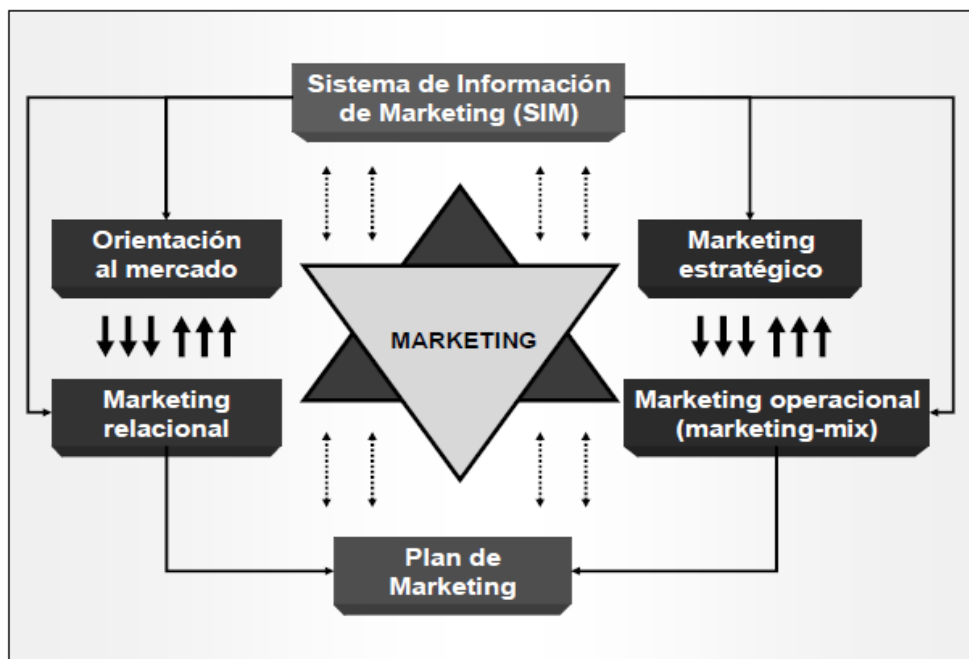 Sistema de Información
de Marketing (SIM)
Orientación
al mercado
Marketing
estratégico
MARKETING
Marketing
relacional
Marketing operacional
(marketing-mix)
Plan de
Marketing